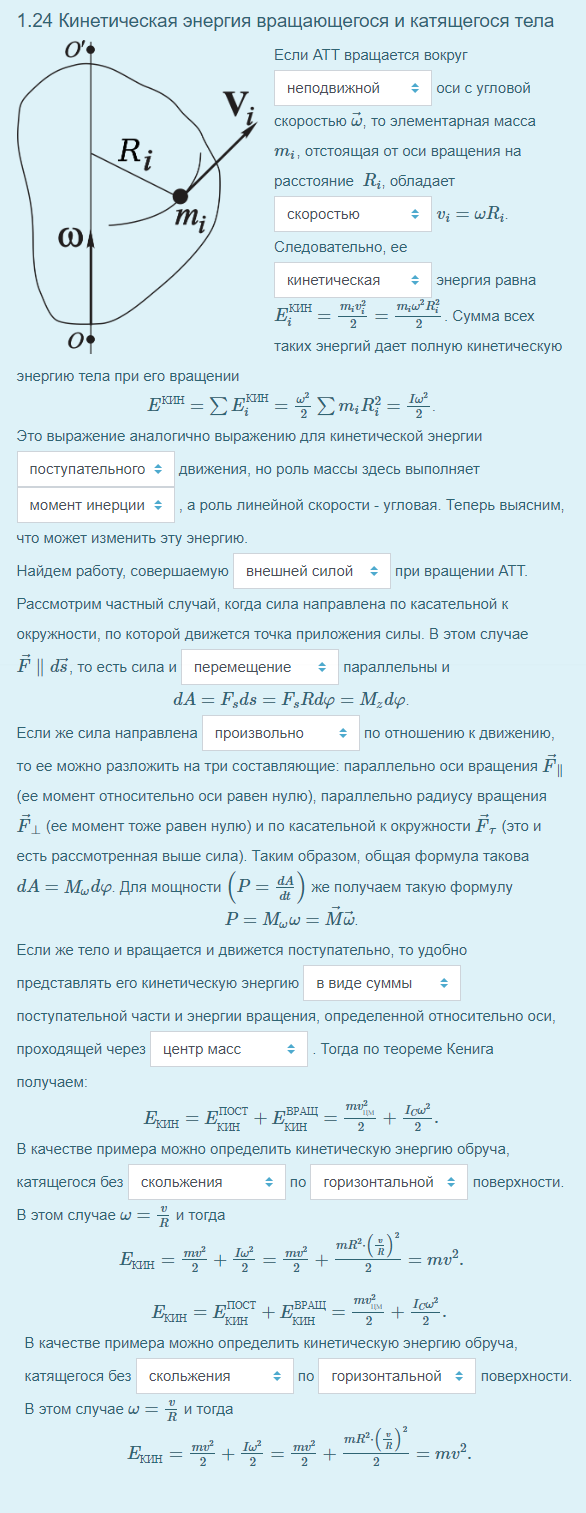 1.24 Кинетическая энергия вращающегося и катящегося тела
O'
V_i
R_i
m_i
ω
O
Если АТТ вращается вокруг
неподвижной оси с угловой
скоростью $\vec{\omega}$, то элементарная масса
$m_i$, отстоящая от оси вращения на
расстояние $R_i$, обладает
скоростью $v_i = \omega R_i$.
Следовательно, ее
кинетическая энергия равна
$E_i^{КИН} = \frac{m_i v_i^2}{2} = \frac{m_i \omega^2 R_i^2}{2}$. Сумма всех
таких энергий дает полную кинетическую
энергию тела при его вращении
$E^{КИН} = \sum E_i^{КИН} = \frac{\omega^2}{2} \sum m_i R_i^2 = \frac{I\omega^2}{2}$.
Это выражение аналогично выражению для кинетической энергии
поступательного движения, но роль массы здесь выполняет
момент инерции , а роль линейной скорости - угловая. Теперь выясним,
что может изменить эту энергию.
Найдем работу, совершаемую внешней силой при вращении АТТ.
Рассмотрим частный случай, когда сила направлена по касательной к
окружности, по которой движется точка приложения силы. В этом случае
$\vec{F} \parallel \vec{ds}$, то есть сила и перемещение параллельны и
$dA = F_s ds = F_s R d\varphi = M_z d\varphi$.
Если же сила направлена произвольно по отношению к движению,
то ее можно разложить на три составляющие: параллельно оси вращения $\vec{F}_{\parallel}$
(ее момент относительно оси равен нулю), параллельно радиусу вращения
$\vec{F}_{\perp}$ (ее момент тоже равен нулю) и по касательной к окружности $\vec{F}_{\tau}$ (это и
есть рассмотренная выше сила). Таким образом, общая формула такова
$dA = M_{\omega} d\varphi$. Для мощности $\left(P = \frac{dA}{dt}\right)$ же получаем такую формулу
$P = M_{\omega}\omega = \vec{M}\vec{\omega}$.
Если же тело и вращается и движется поступательно, то удобно
представлять его кинетическую энергию в виде суммы
поступательной части и энергии вращения, определенной относительно оси,
проходящей через центр масс . Тогда по теореме Кенига
получаем:
$E_{КИН} = E_{КИН}^{ПОСТ} + E_{КИН}^{ВРАЩ} = \frac{mv_{ЦМ}^2}{2} + \frac{I_C\omega^2}{2}$.
В качестве примера можно определить кинетическую энергию обруча,
катящегося без скольжения по горизонтальной поверхности.
В этом случае $\omega = \frac{v}{R}$ и тогда
$E_{КИН} = \frac{mv^2}{2} + \frac{I\omega^2}{2} = \frac{mv^2}{2} + \frac{mR^2 \cdot \left(\frac{v}{R}\right)^2}{2} = mv^2$.
$E_{КИН} = E_{КИН}^{ПОСТ} + E_{КИН}^{ВРАЩ} = \frac{mv_{ЦМ}^2}{2} + \frac{I_C\omega^2}{2}$.
В качестве примера можно определить кинетическую энергию обруча,
катящегося без скольжения по горизонтальной поверхности.
В этом случае $\omega = \frac{v}{R}$ и тогда
$E_{КИН} = \frac{mv^2}{2} + \frac{I\omega^2}{2} = \frac{mv^2}{2} + \frac{mR^2 \cdot \left(\frac{v}{R}\right)^2}{2} = mv^2$.